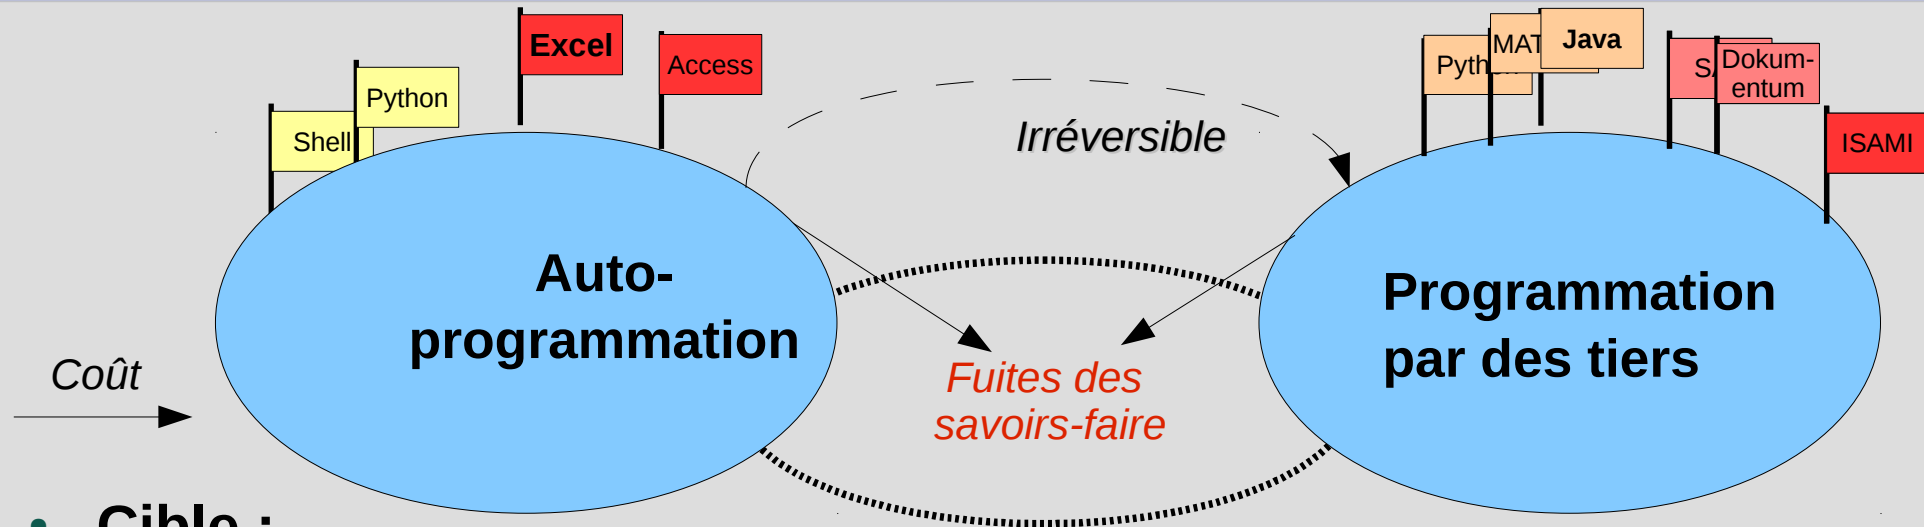 Excel
Access
Python
Shell
Java
Dokum-
entum
ISAMI
Irréversible
Auto-
programmation
Programmation
par des tiers
Coût
Fuites des
savoirs-faire
• Cible :